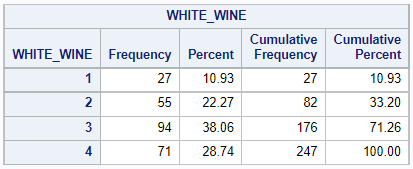 WHITE_WINE
Cumulative Cumulative
WHITE_WINE Frequency Percent Frequency Percent
1 27 10.93 27 10.93
2 55 22.27 82 33.20
3 94 38.06 176 71.26
4 71 28.74 247 100.00